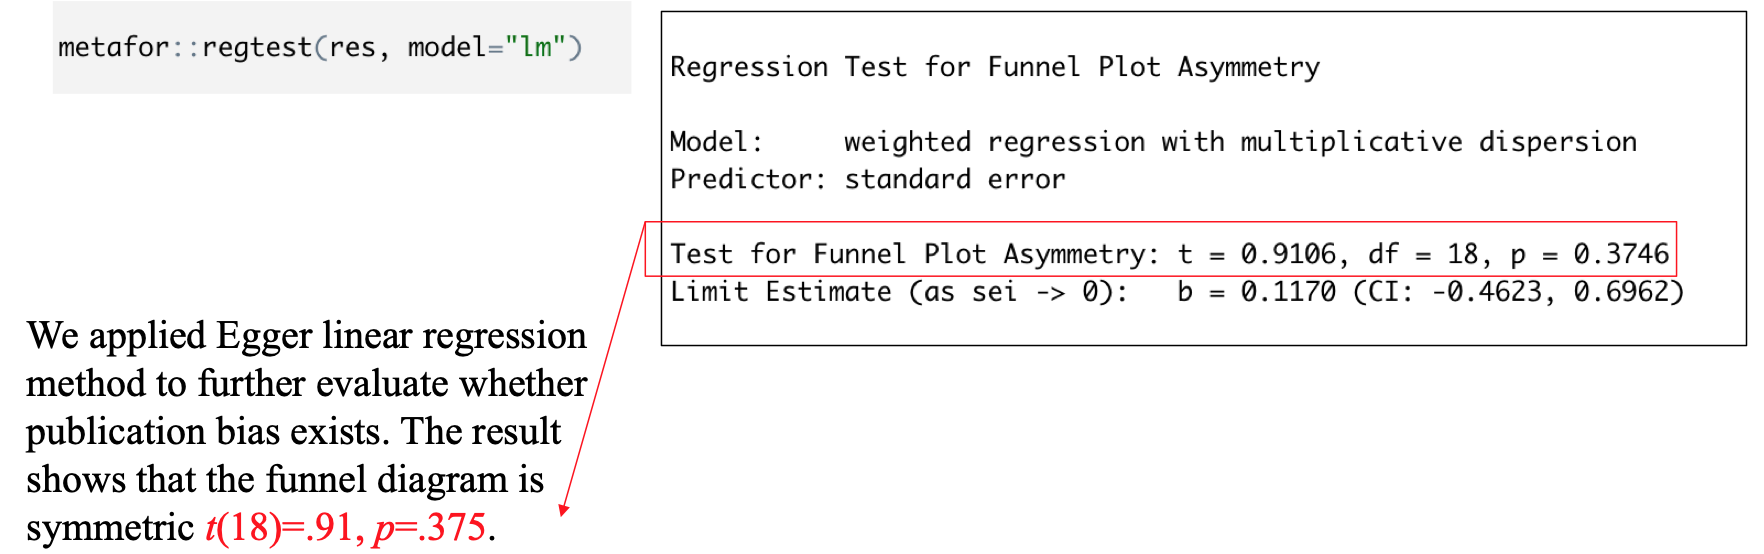 metafor::regtest(res, model="lm")
Regression Test for Funnel Plot Asymmetry
Model:     weighted regression with multiplicative dispersion
Predictor: standard error
Test for Funnel Plot Asymmetry: t = 0.9106, df = 18, p = 0.3746
Limit Estimate (as sei -> 0):   b = 0.1170 (CI: -0.4623, 0.6962)
We applied Egger linear regression
method to further evaluate whether
publication bias exists. The result
shows that the funnel diagram is
symmetric t(18)=.91, p=.375.